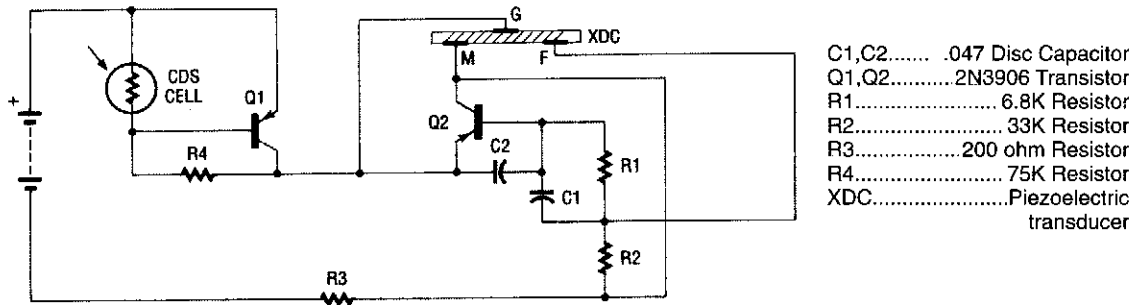 G
XDC
M
F
CDS
CELL
Q1
Q2
+
R4
C2
R1
C1
R2
R3
C1,C2....... .047 Disc Capacitor
Q1,Q2..........2N3906 Transistor
R1.......................6.8K Resistor
R2........................33K Resistor
R3.................200 ohm Resistor
R4........................75K Resistor
XDC.....................Piezoelectric
transducer